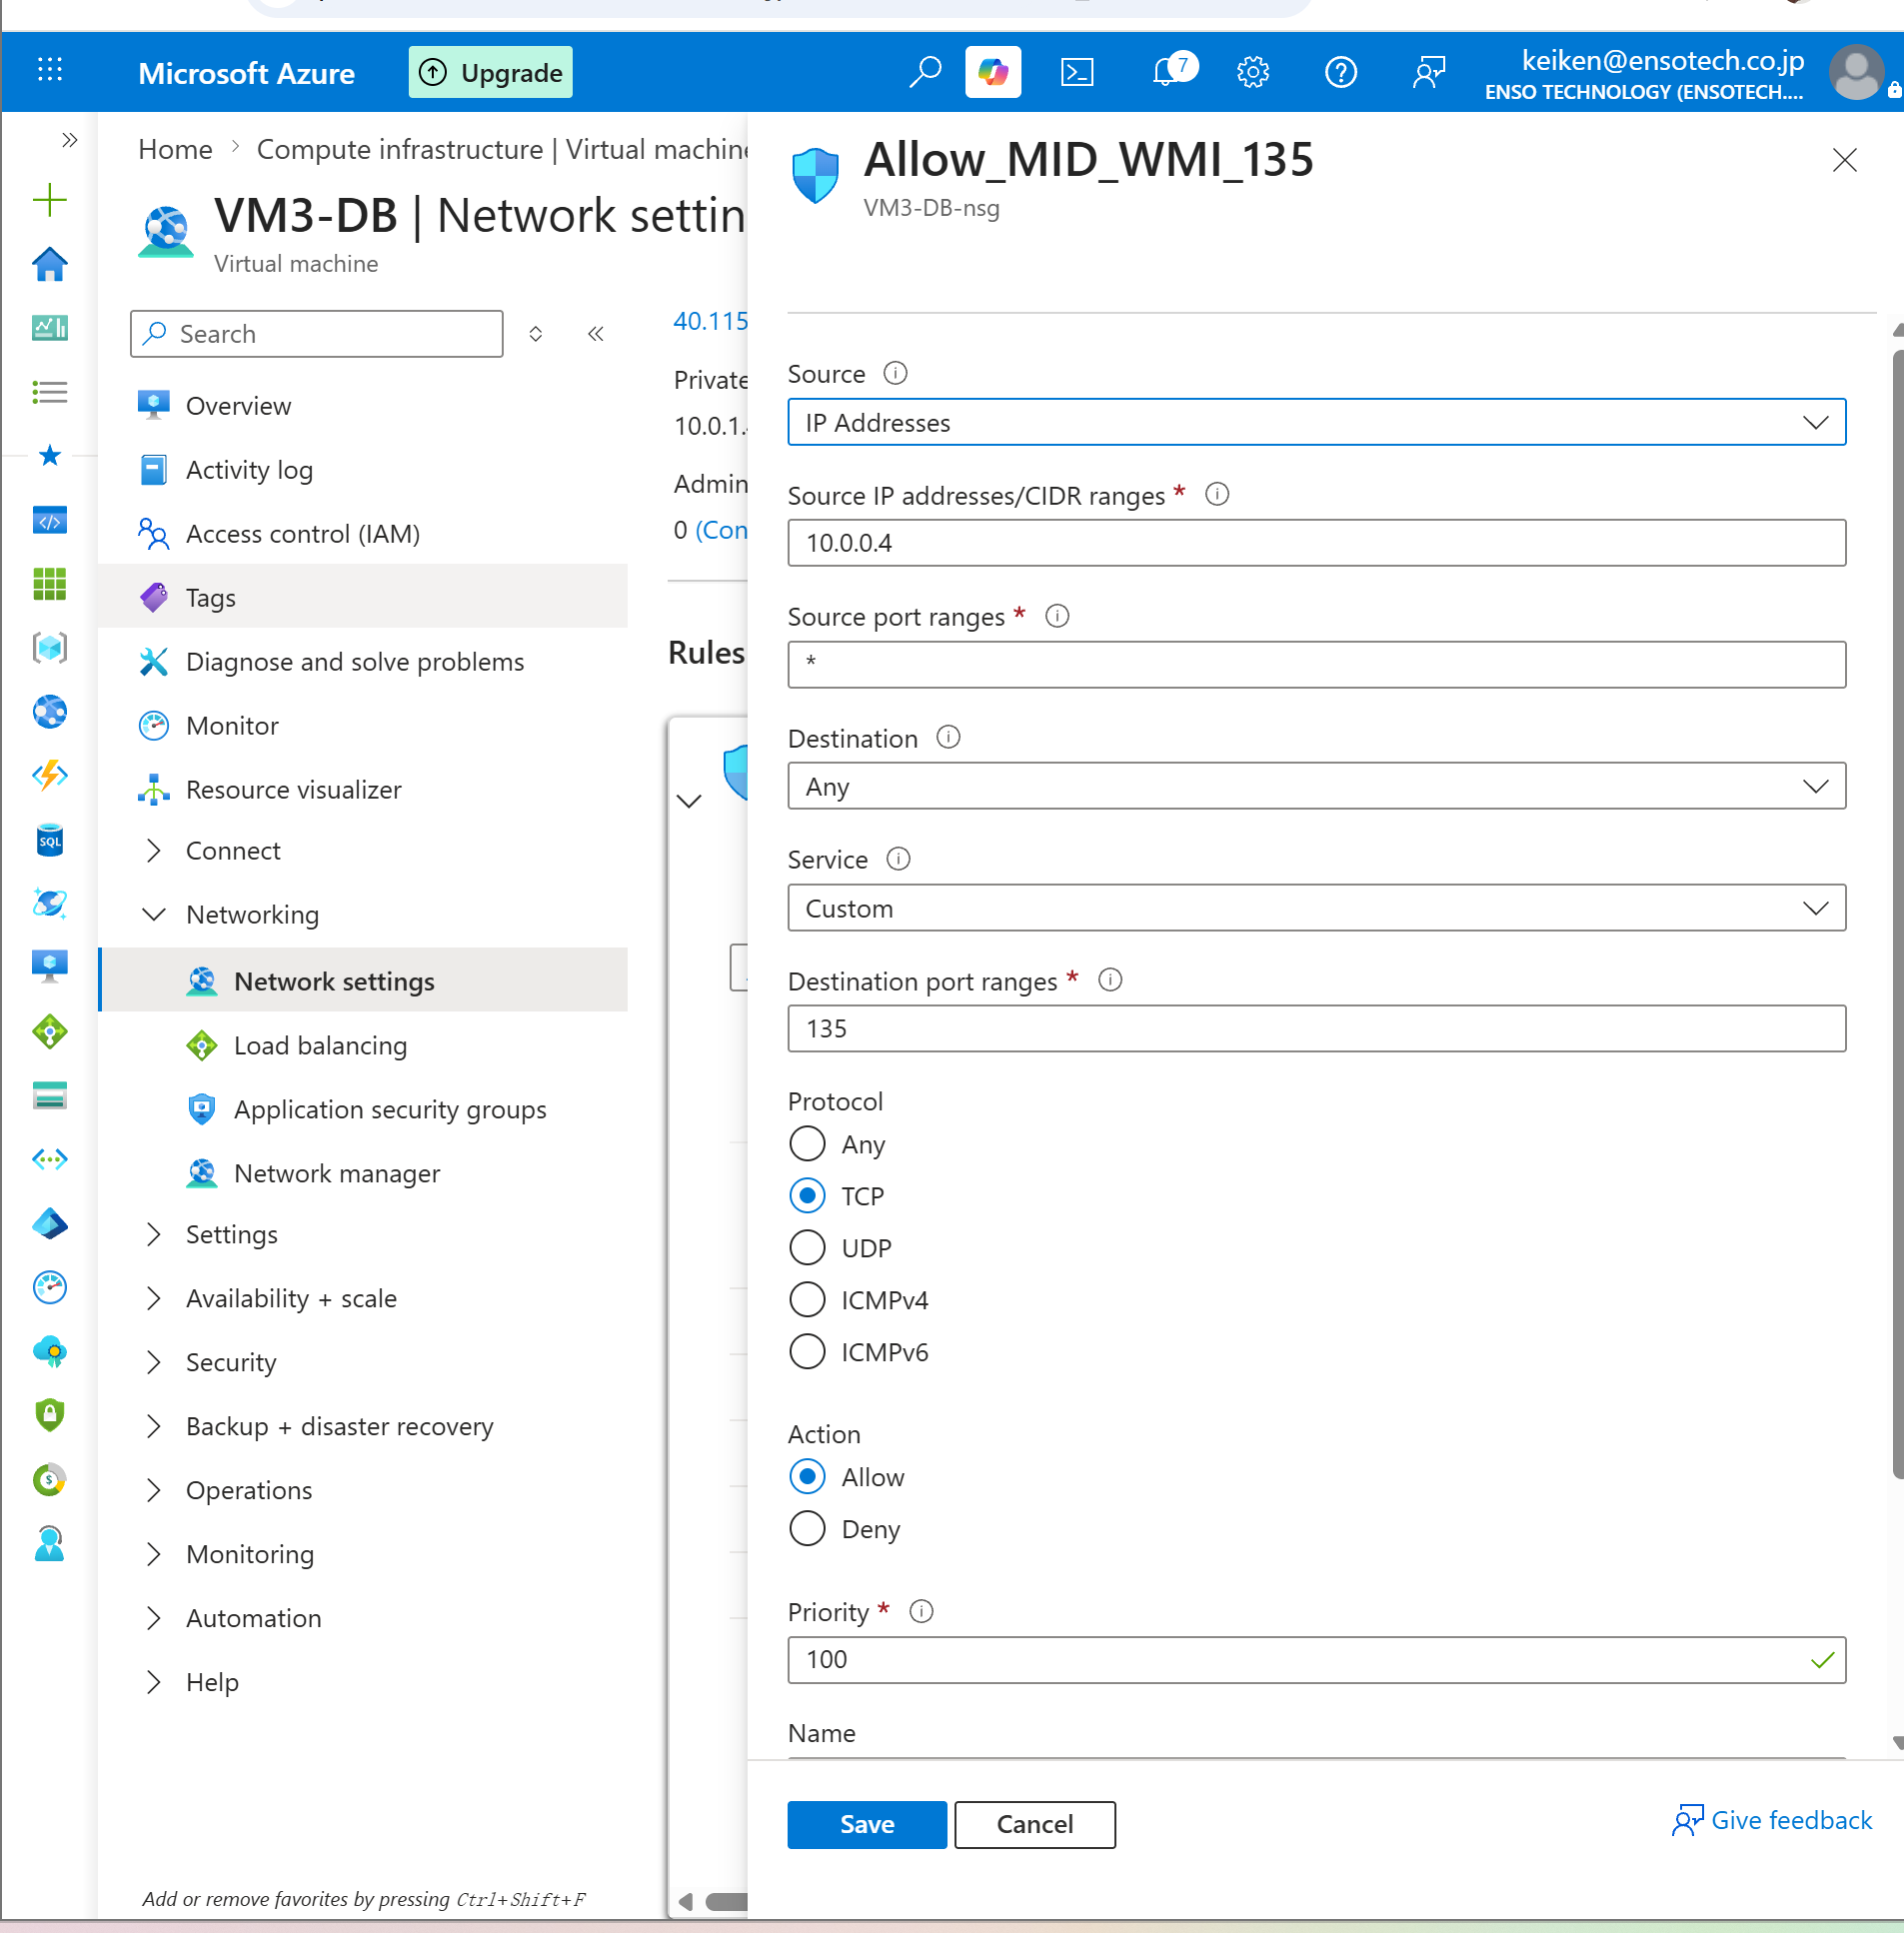 Microsoft Azure
Upgrade
7
keiken@ensotech.co.jp
ENSO TECHNOLOGY (ENSOTECH....
Home
Compute infrastructure | Virtual machine
VM3-DB | Network settin
Virtual machine
Search
Overview
Activity log
Access control (IAM)
Tags
Diagnose and solve problems
Monitor
Resource visualizer
Connect
Networking
Network settings
Load balancing
Application security groups
Network manager
Settings
Availability + scale
Security
Backup + disaster recovery
Operations
Monitoring
Automation
Help
Add or remove favorites by pressing Ctrl+Shift+F
40.115
Private
10.0.1.
Admin
0 (Con
Rules
Allow_MID_WMI_135
VM3-DB-nsg
Source
IP Addresses
Source IP addresses/CIDR ranges *
10.0.0.4
Source port ranges *
*
Destination
Any
Service
Custom
Destination port ranges *
135
Protocol
Any
TCP
UDP
ICMPv4
ICMPv6
Action
Allow
Deny
Priority *
100
Name
Save
Cancel
Give feedback